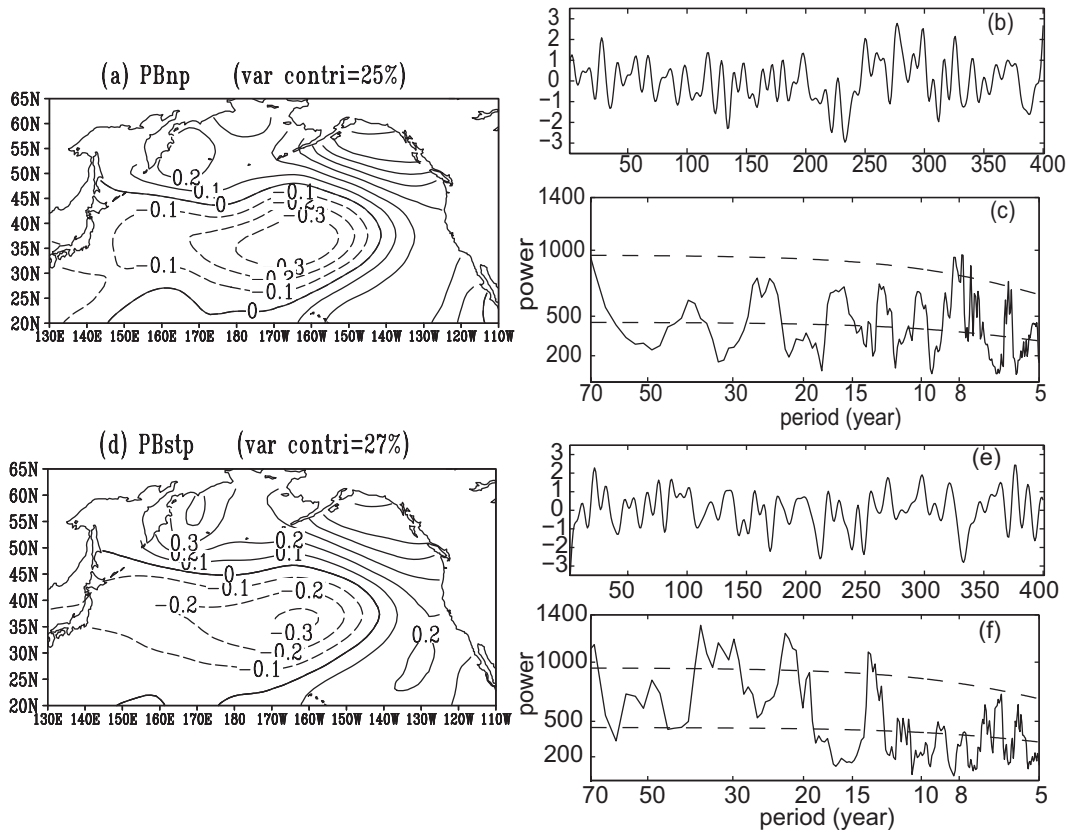 (a) PBnp (var contri=25%)
65N
60N
55N
50N
45N
40N
35N
30N
25N
20N
130E 140E 150E 160E 170E 180 170W 160W 150W 140W 130W 120W 110W
0.2
0.1
0
-0.1
-0.2
-0.3
-0.1
-0.1
-0.3
-0.2
-0.1
0
(b)
3
2
1
0
-1
-3
50 100 150 200 250 300 350 400
(c)
power
1400
1000
500
200
70 50 30 20 15 10 8 5
period (year)
(d) PBstp (var contri=27%)
65N
60N
55N
50N
45N
40N
35N
30N
25N
20N
130E 140E 150E 160E 170E 180 170W 160W 150W 140W 130W 120W 110W
0.3
0.2
0.1
0
-0.1
-0.2
0.2
0.1
-0.2
-0.3
-0.2
-0.1
0.2
(e)
3
2
1
0
-1
-3
50 100 150 200 250 300 350 400
(f)
power
1400
1000
500
200
70 50 30 20 15 10 8 5
period (year)